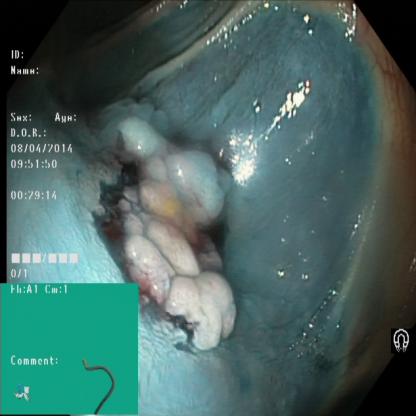 ID:
Name:
Sex: Age:
D.O.B.:
08/04/2014
09:51:50
00:29:14
0/1
Eh:A1 Cm:1
Comment: